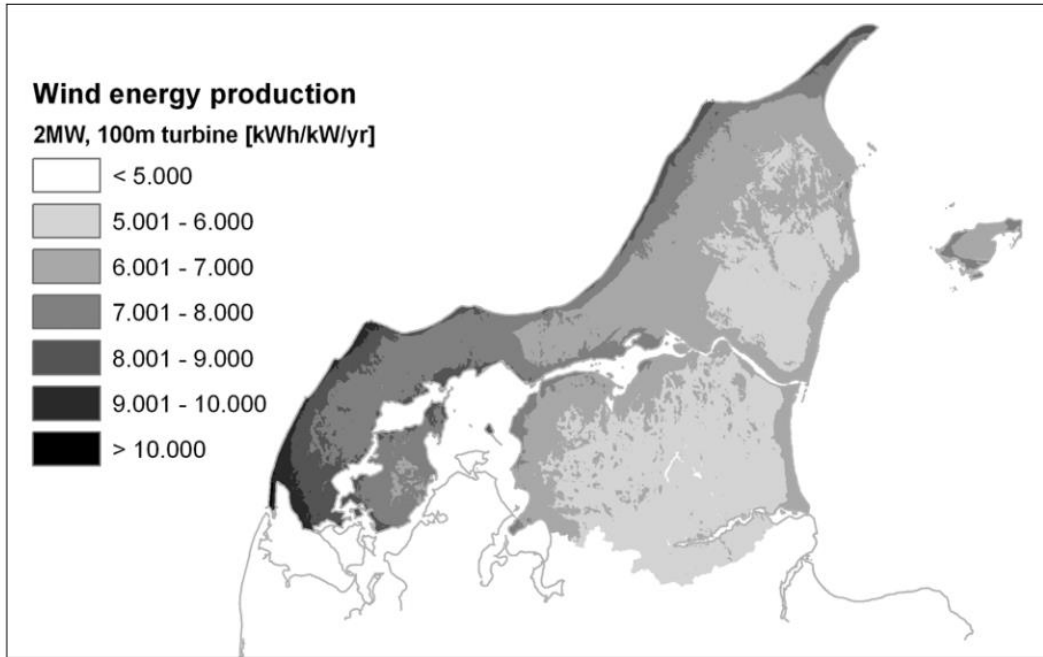 Wind energy production
2MW, 100m turbine [kWh/kW/yr]
< 5.000
5.001 - 6.000
6.001 - 7.000
7.001 - 8.000
8.001 - 9.000
9.001 - 10.000
> 10.000